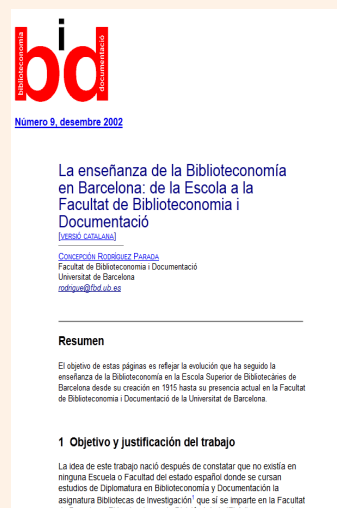 biblioteconomia
bid
documentació
Número 9, desembre 2002
La enseñanza de la Biblioteconomía
en Barcelona: de la Escola a la
Facultat de Biblioteconomia i
Documentació
[VERSIÓ CATALANA]
CONCEPCIÓN RODRÍGUEZ PARADA
Facultat de Biblioteconomia i Documentació
Universitat de Barcelona
rodrigue@fbd.ub.es
Resumen
El objetivo de estas páginas es reflejar la evolución que ha seguido la
enseñanza de la Biblioteconomía en la Escola Superior de Bibliotecàries de
Barcelona desde su creación en 1915 hasta su presencia actual en la Facultat
de Biblioteconomia i Documentació de la Universitat de Barcelona.
1 Objetivo y justificación del trabajo
La idea de este trabajo nació después de constatar que no existía en
ninguna Escuela o Facultad del estado español donde se cursan
estudios de Diplomatura en Biblioteconomía y Documentación la
asignatura Bibliotecas de Investigación1 que sí se imparte en la Facultat